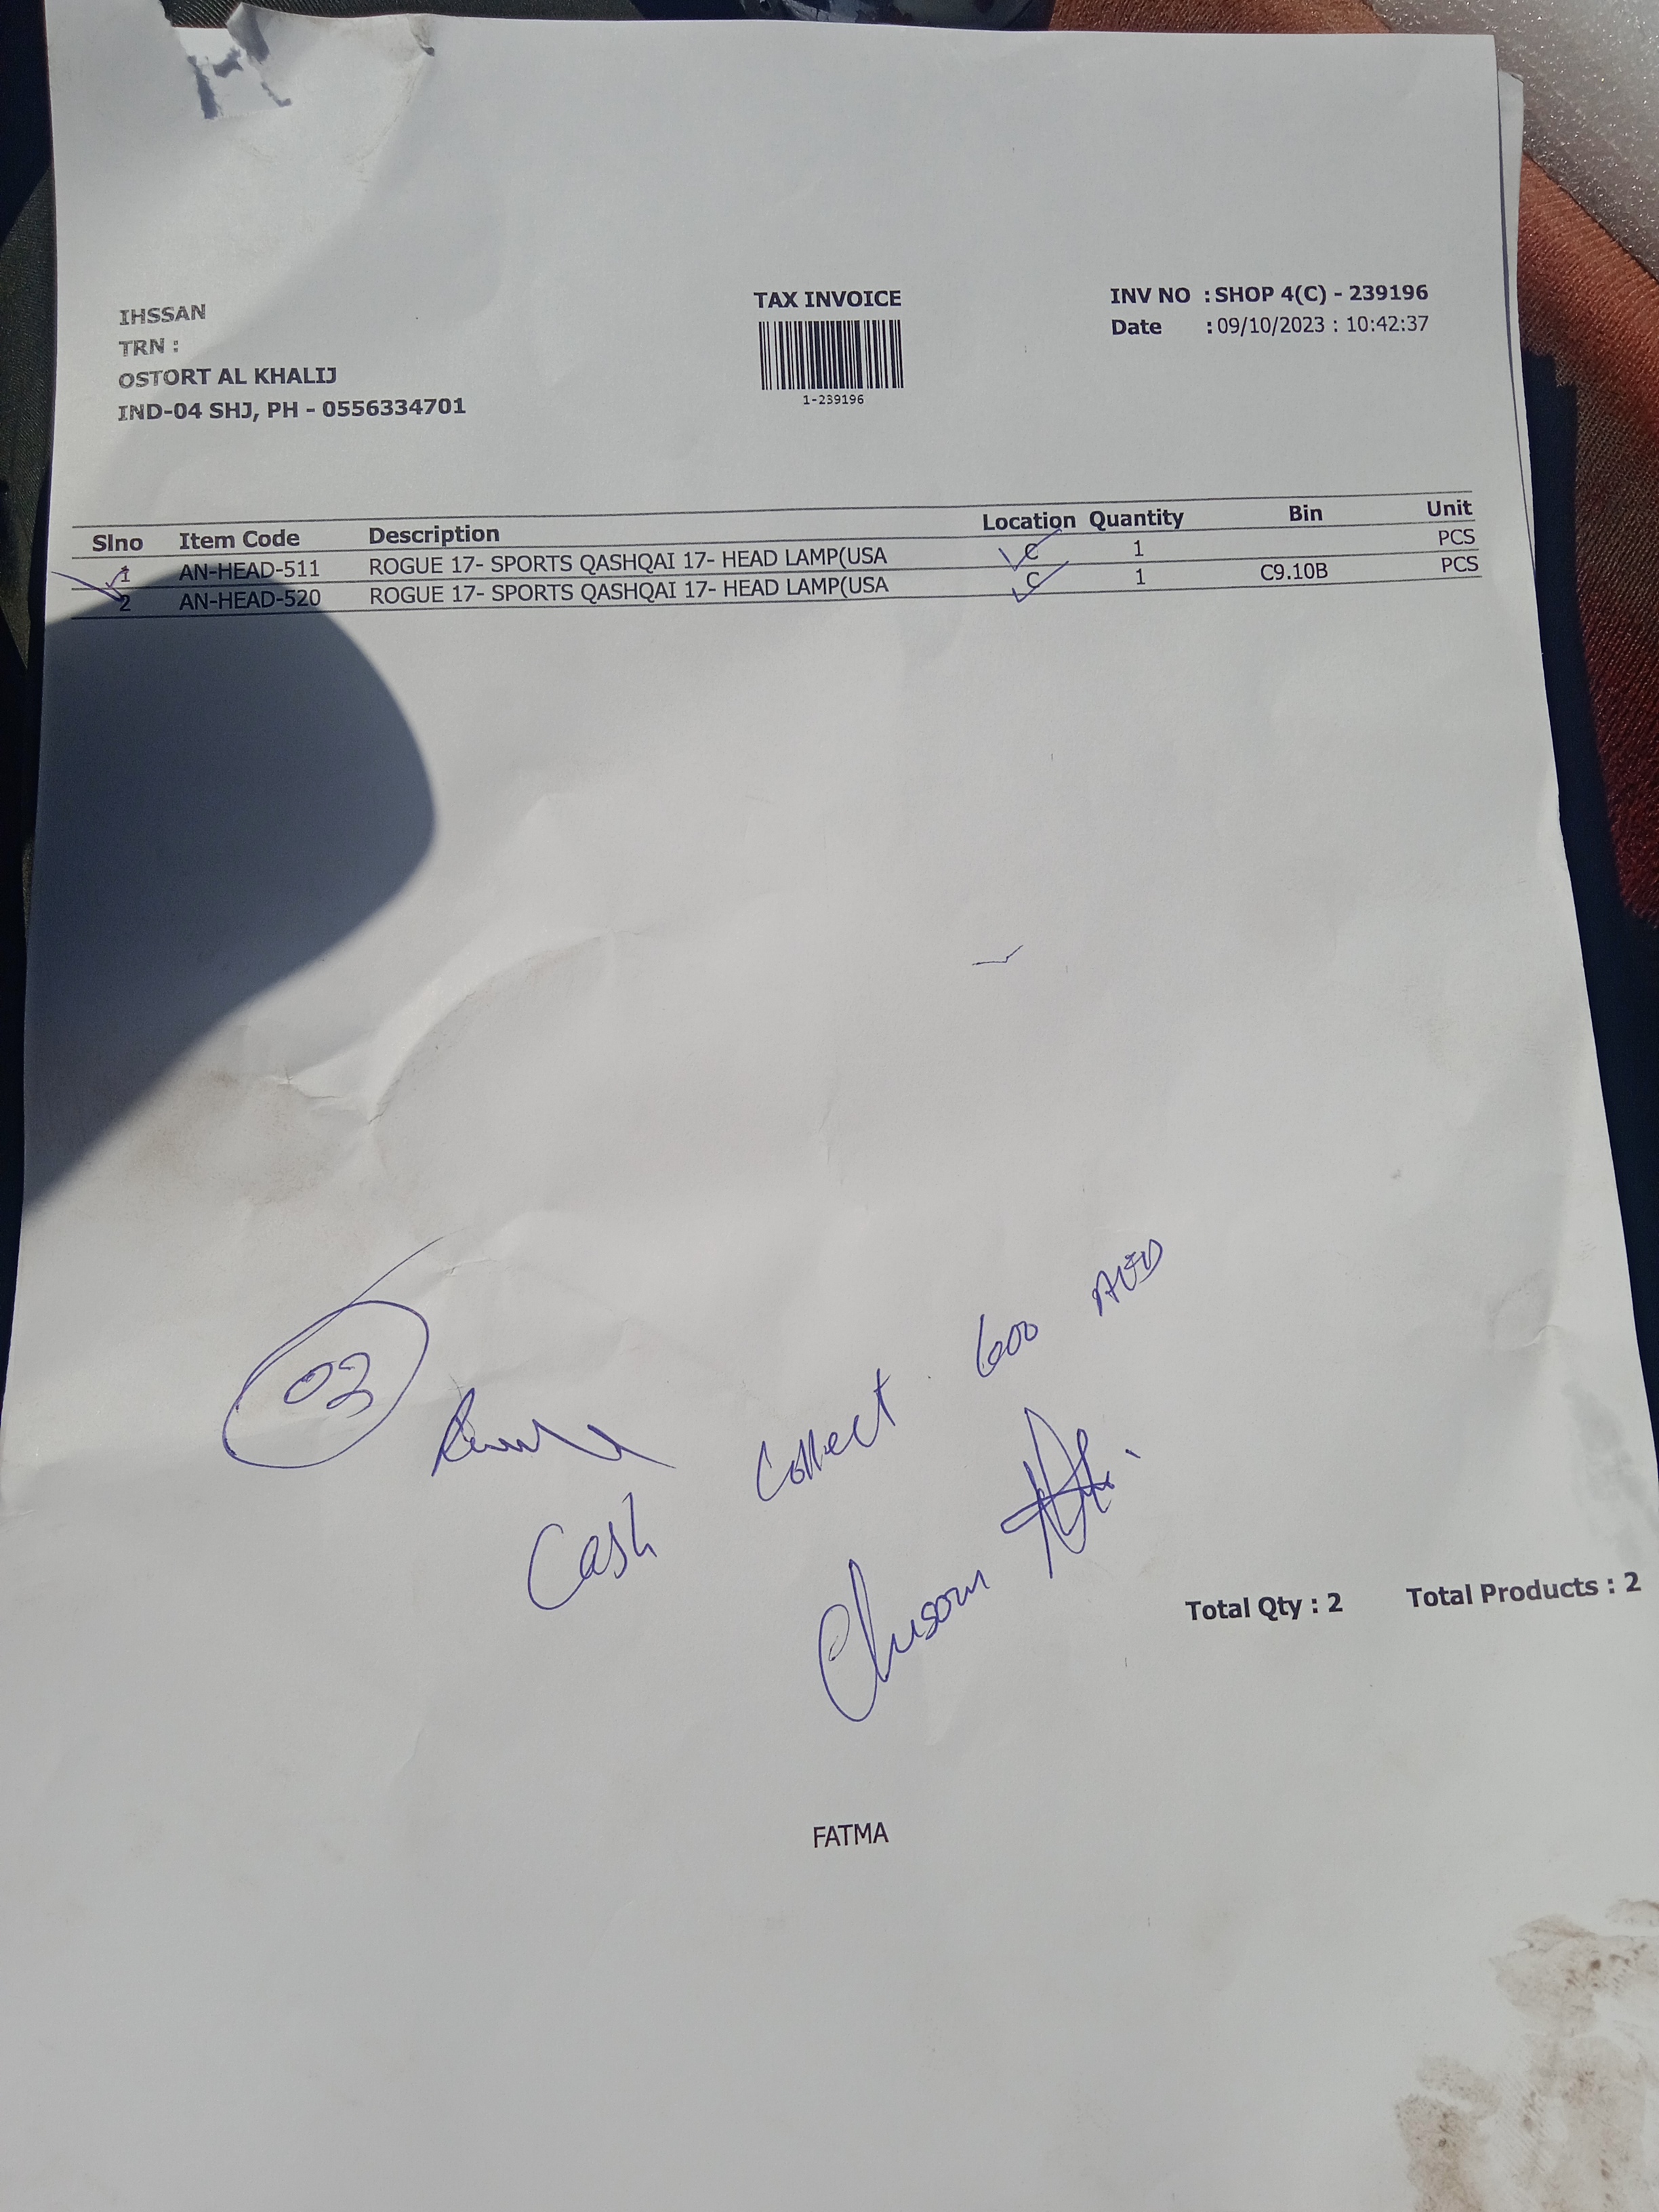 IHSSAN
TRN :
OSTORT AL KHALIJ
IND-04 SHJ, PH - 0556334701
TAX INVOICE
1-239196
INV NO : SHOP 4(C) - 239196
Date : 09/10/2023 : 10:42:37
Slno Item Code Description Location Quantity Bin Unit
1 AN-HEAD-511 ROGUE 17- SPORTS QASHQAI 17- HEAD LAMP(USA C 1 PCS
2 AN-HEAD-520 ROGUE 17- SPORTS QASHQAI 17- HEAD LAMP(USA C 1 C9.10B PCS
02
Cash Collect 600
Total Qty : 2 Total Products : 2
FATMA